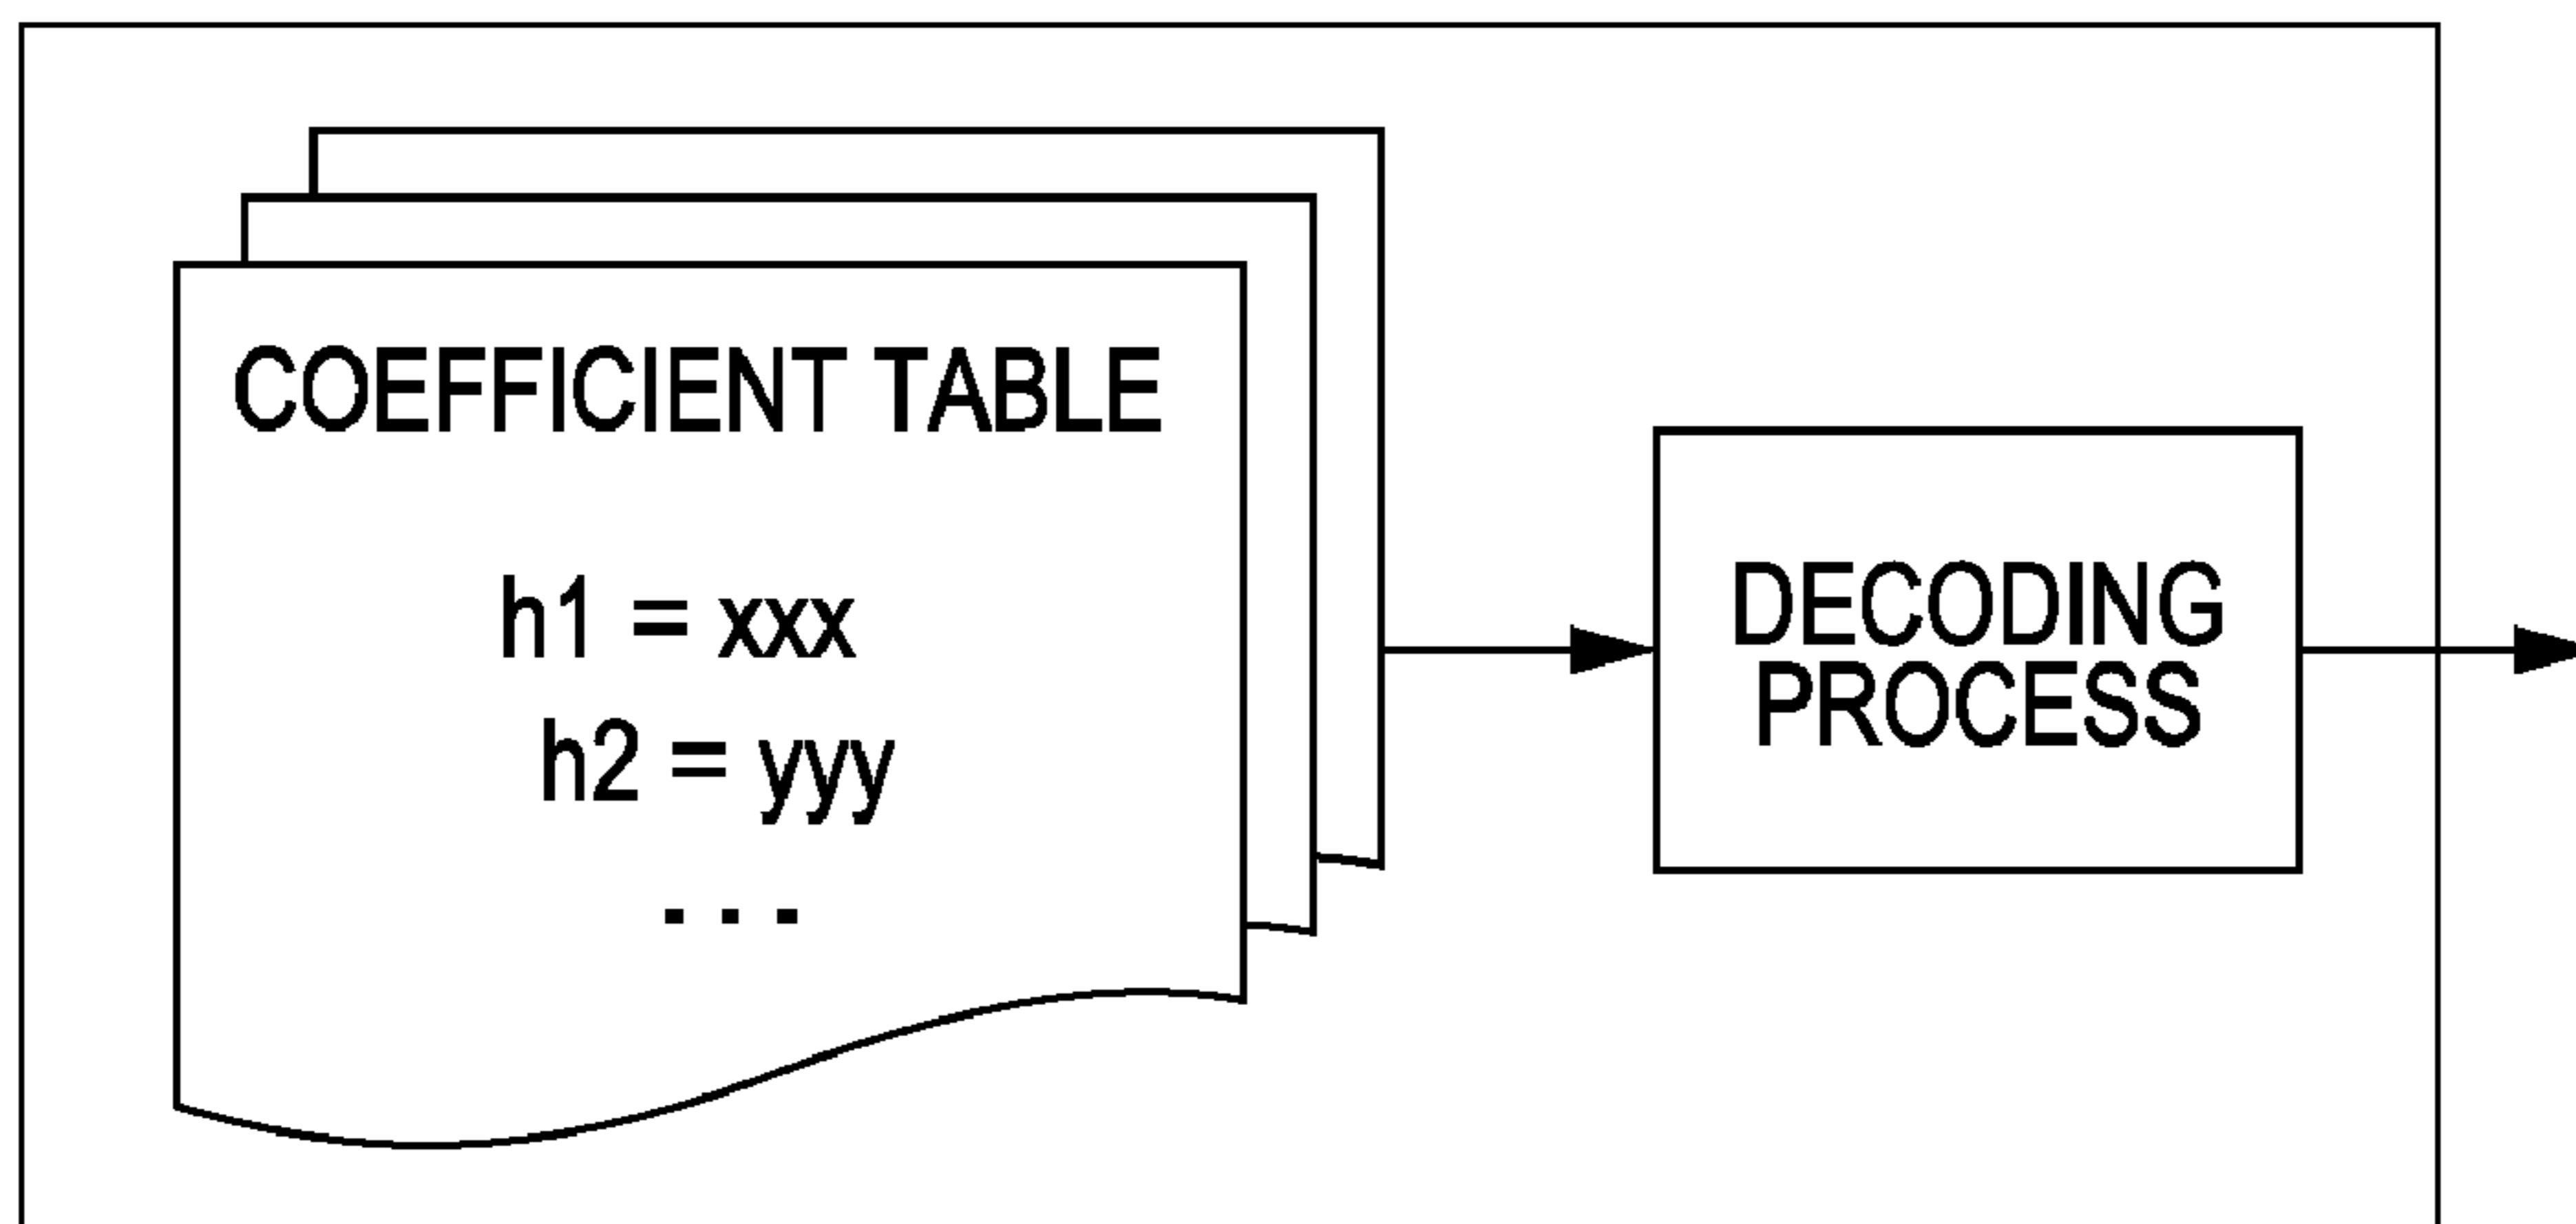 COEFFICIENT TABLE
h1 = xxx
h2 = yyy
. . .
DECODING
PROCESS